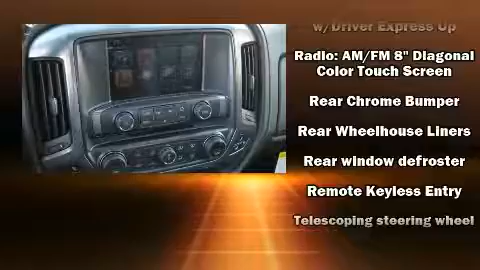 w/Driver Express Up
Radio: AM/FM 8" Diagonal
Color Touch Screen
Rear Chrome Bumper
Rear Wheelhouse Liners
Rear window defroster
Remote Keyless Entry
Telescoping steering wheel